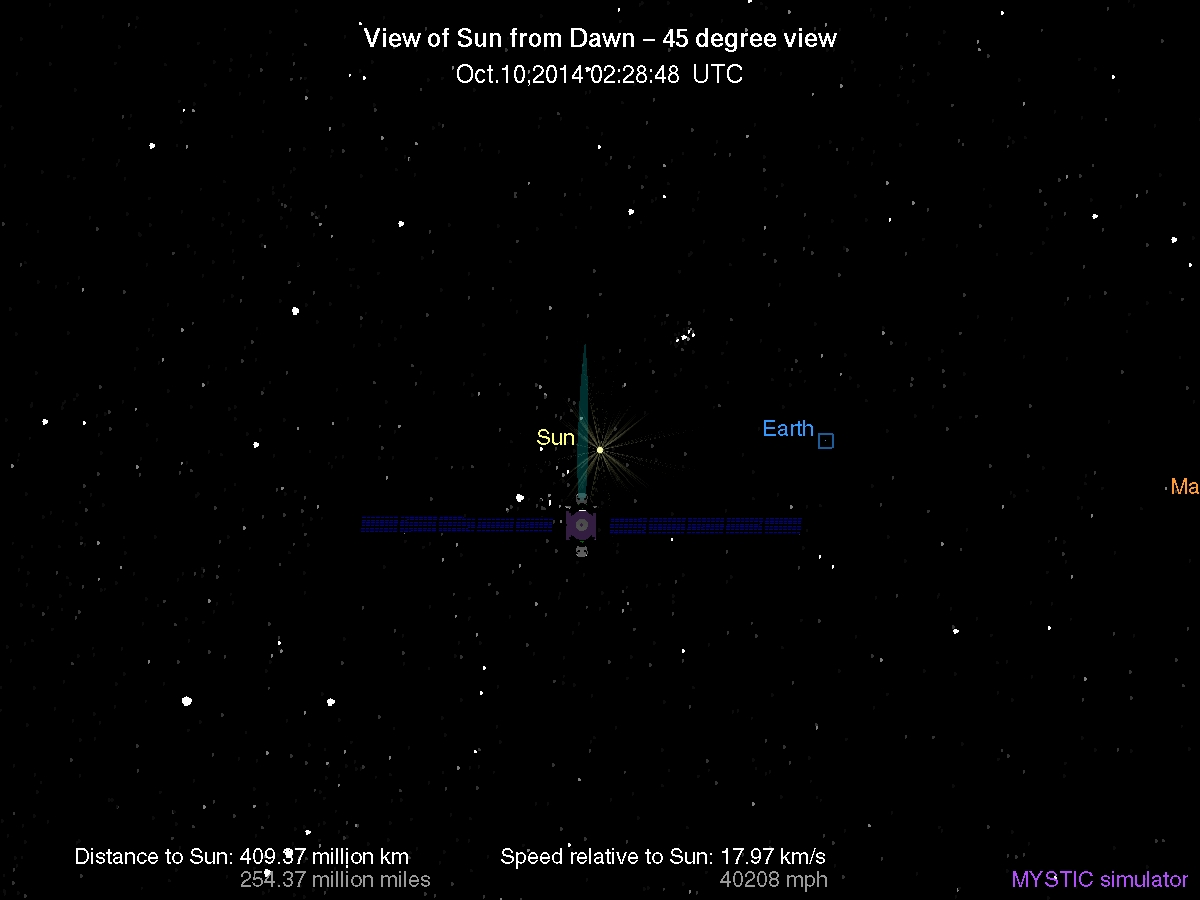 View of Sun from Dawn – 45 degree view
Oct.10,2014 02:28:48 UTC
Sun
Earth
Ma
Distance to Sun: 409.37 million km
254.37 million miles
Speed relative to Sun: 17.97 km/s
40208 mph
MYSTIC simulator